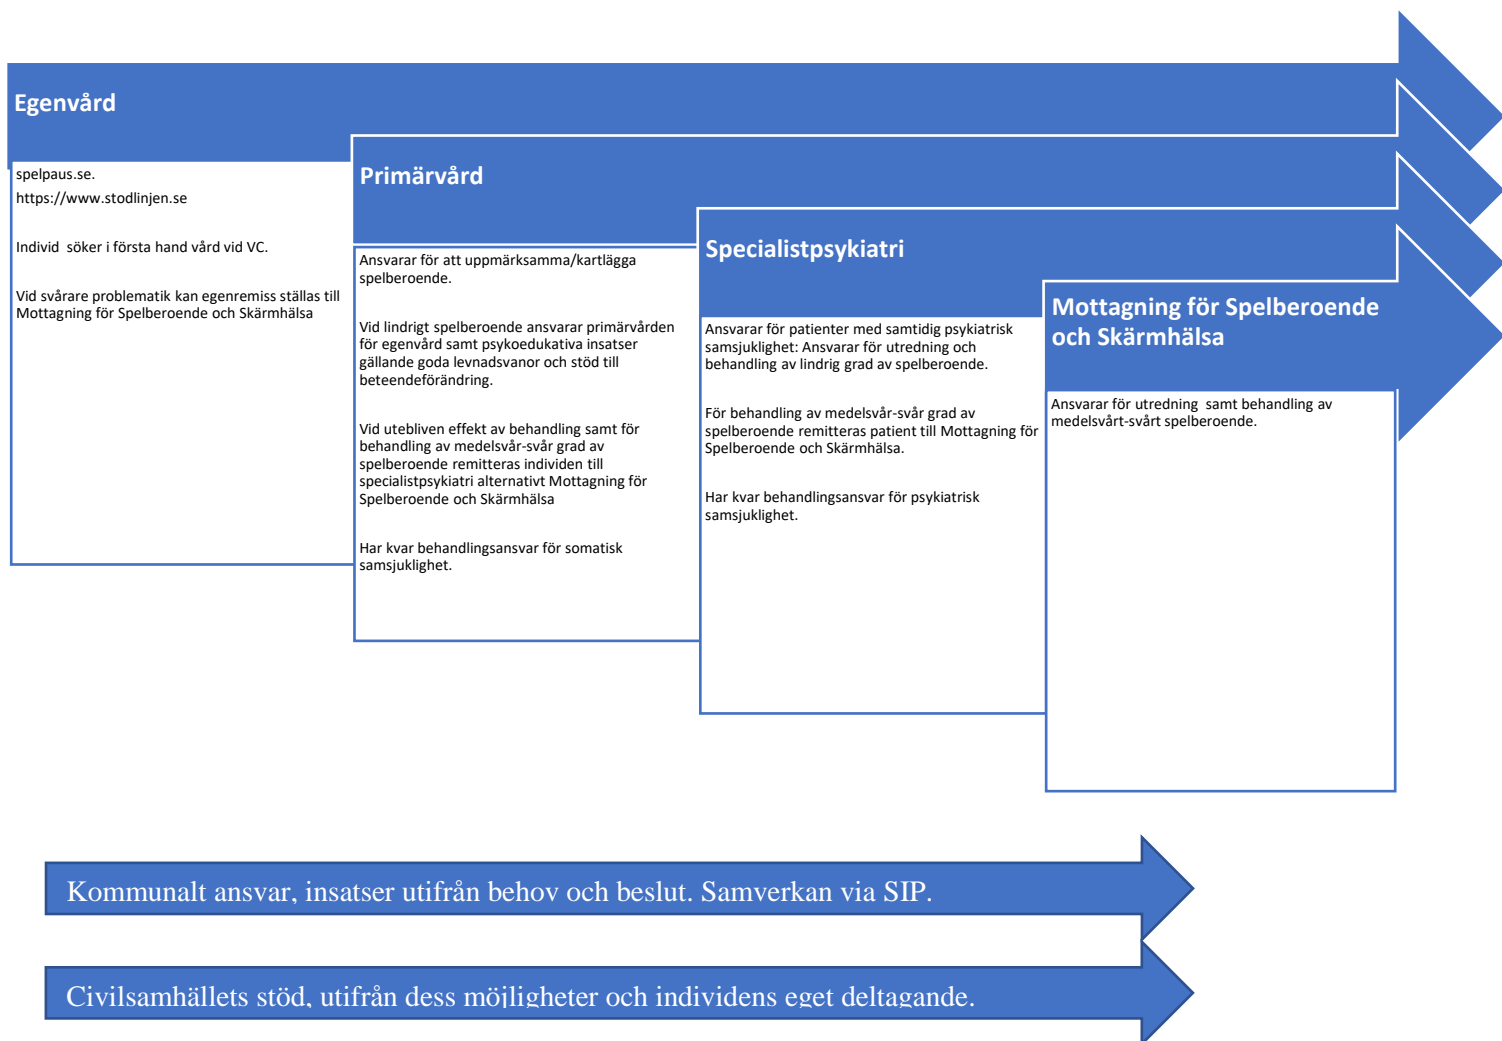 Egenvård
spelpaus.se.
https://www.stodlinjen.se
Individ  söker i första hand vård vid VC.
Vid svårare problematik kan egenremiss ställas till
Mottagning för Spelberoende och Skärmhälsa
Primärvård
Ansvarar för att uppmärksamma/kartlägga
spelberoende.
Vid lindrigt spelberoende ansvarar primärvården
för egenvård samt psykoedukativa insatser
gällande goda levnadsvanor och stöd till
beteendeförändring.
Vid utebliven effekt av behandling samt för
behandling av medelsvår-svår grad av
spelberoende remitteras individen till
specialistpsykiatri alternativt Mottagning för
Spelberoende och Skärmhälsa
Har kvar behandlingsansvar för somatisk
samsjuklighet.
Specialistpsykiatri
Ansvarar för patienter med samtidig psykiatrisk
samsjuklighet: Ansvarar för utredning och
behandling av lindrig grad av spelberoende.
För behandling av medelsvår-svår grad av
spelberoende remitteras patient till Mottagning för
Spelberoende och Skärmhälsa.
Har kvar behandlingsansvar för psykiatrisk
samsjuklighet.
Mottagning för Spelberoende
och Skärmhälsa
Ansvarar för utredning  samt behandling av
medelsvårt-svårt spelberoende.
Kommunalt ansvar, insatser utifrån behov och beslut. Samverkan via SIP.
Civilsamhällets stöd, utifrån dess möjligheter och individens eget deltagande.